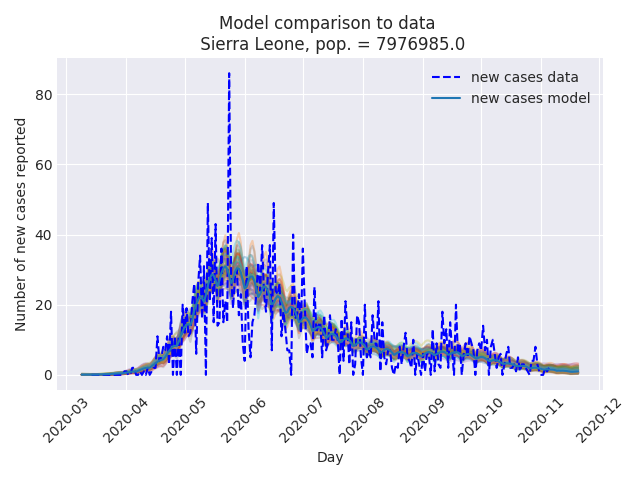 Model comparison to data
Sierra Leone, pop. = 7976985.0
new cases data
new cases model
Number of new cases reported
80
60
40
20
0
2020-03
2020-04
2020-05
2020-06
2020-07
2020-08
2020-09
2020-10
2020-11
2020-12
Day